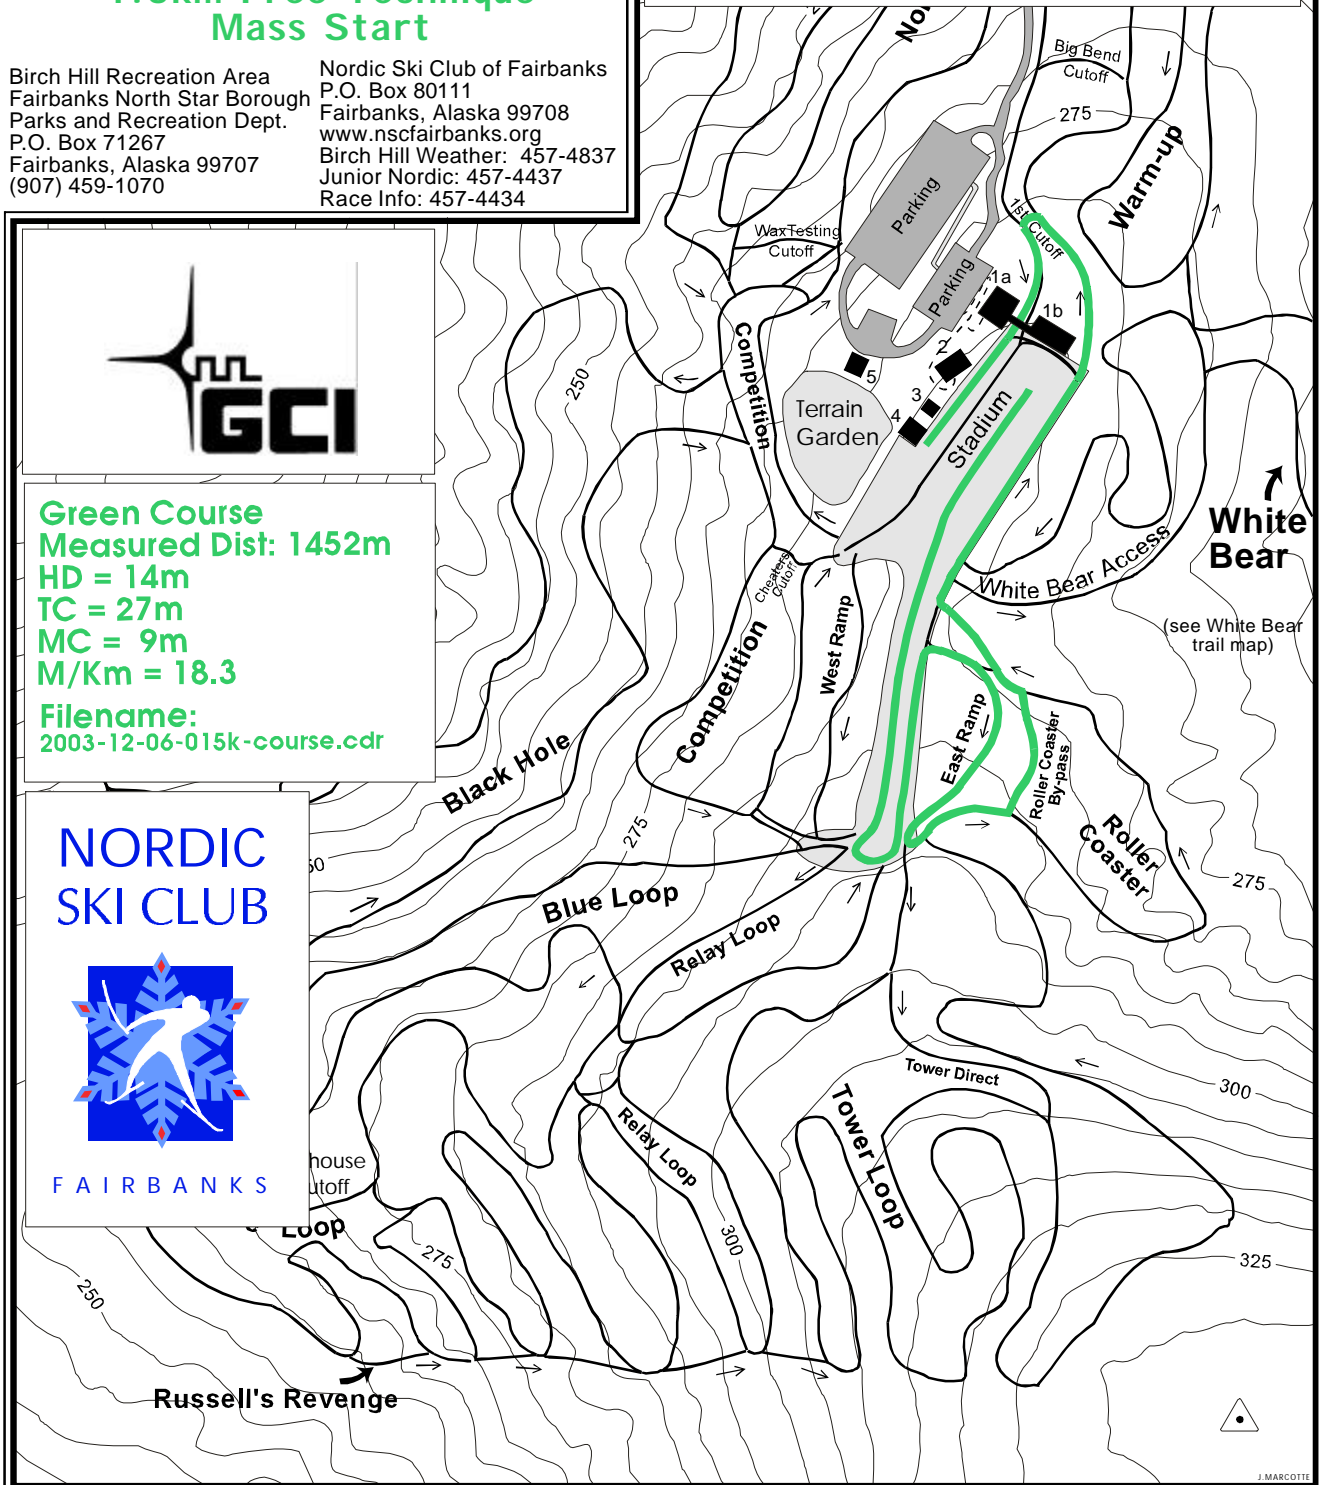 Mass Start
Birch Hill Recreation Area
Fairbanks North Star Borough
Parks and Recreation Dept.
P.O. Box 71267
Fairbanks, Alaska 99707
(907) 459-1070
Nordic Ski Club of Fairbanks
P.O. Box 80111
Fairbanks, Alaska 99708
www.nscfairbanks.org
Birch Hill Weather:  457-4837
Junior Nordic: 457-4437
Race Info: 457-4434
GCI
Green Course
Measured Dist: 1452m
HD = 14m
TC = 27m
MC =  9m
M/Km = 18.3
Filename:
2003-12-06-015k-course.cdr
NORDIC
SKI CLUB
FAIRBANKS
Big Bend
Cutoff
275
Warm-up
Parking
1st Cutoff
Wax Testing
Cutoff
Parking
1a
1b
2
3
4
5
Competition
250
Terrain
Garden
Stadium
White
Bear
White Bear Access
(see White Bear
trail map)
Cheaters
Cutoff
West Ramp
Competition
East Ramp
Roller Coaster
By-pass
Roller
Coaster
Black Hole
275
275
Blue Loop
Relay Loop
Tower Direct
300
Relay Loop
Tower Loop
Loop
275
300
325
250
Russell's Revenge
J.MARCOTTE